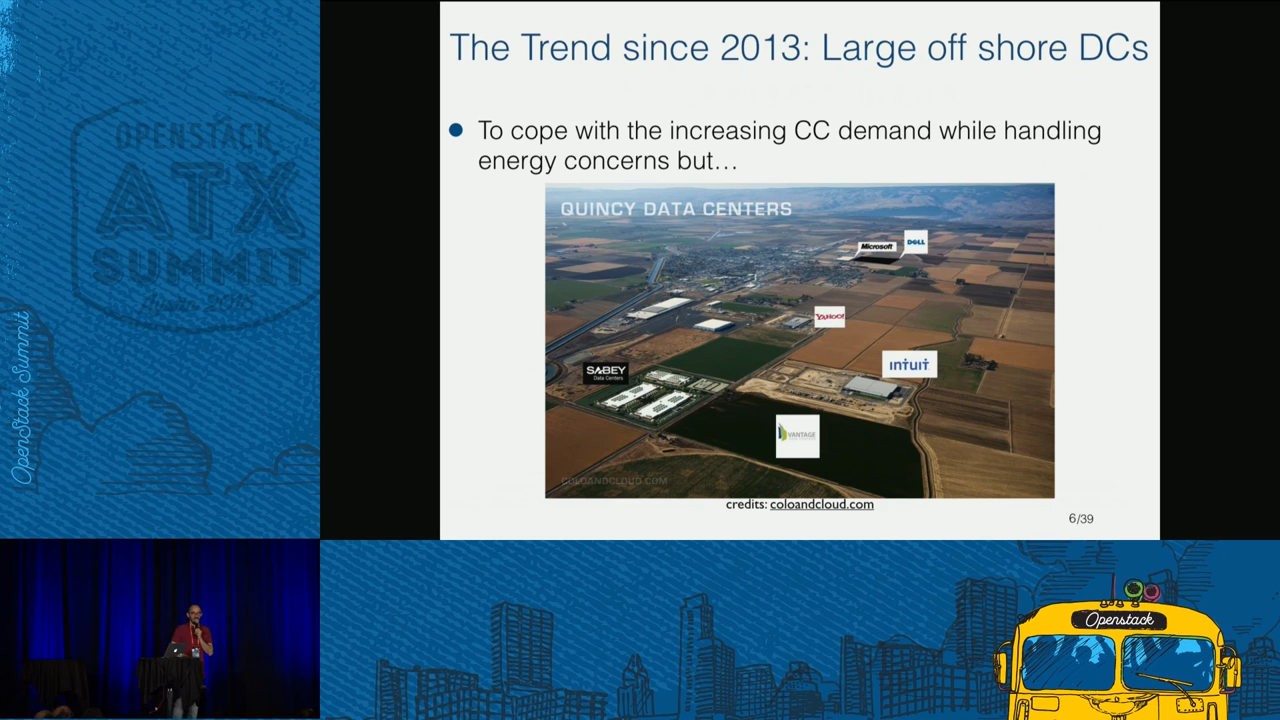 The Trend since 2013: Large off shore DCs
To cope with the increasing CC demand while handling
energy concerns but...
QUINCY DATA CENTERS
Microsoft
DELL
YAHOO!
SABEY
Data Centers
intuit
VANTAGE
COLOANDCLOUD.COM
credits: coloandcloud.com
6/39
OPENSTACK
ATX
SUMMIT
OpenStack Summit
Openstack